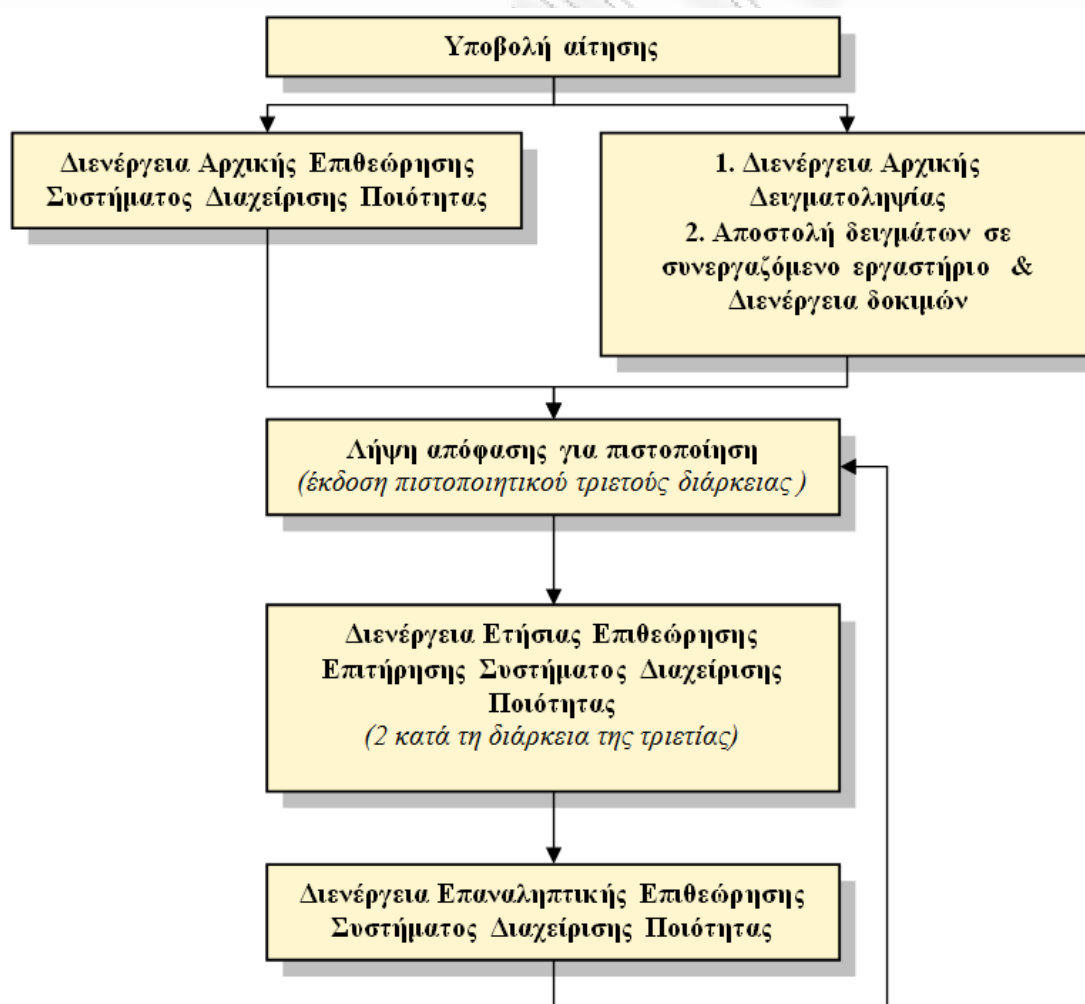 Υποβολή αίτησης
Διενέργεια Αρχικής Επιθεώρησης
Συστήματος Διαχείρισης Ποιότητας
1. Διενέργεια Αρχικής
Δειγματοληψίας
2. Αποστολή δειγμάτων σε
συνεργαζόμενο εργαστήριο &
Διενέργεια δοκιμών
Λήψη απόφασης για πιστοποίηση
(έκδοση πιστοποιητικού τριετούς διάρκειας )
Διενέργεια Ετήσιας Επιθεώρησης
Επιτήρησης Συστήματος Διαχείρισης
Ποιότητας
(2 κατά τη διάρκεια της τριετίας)
Διενέργεια Επαναληπτικής Επιθεώρησης
Συστήματος Διαχείρισης Ποιότητας